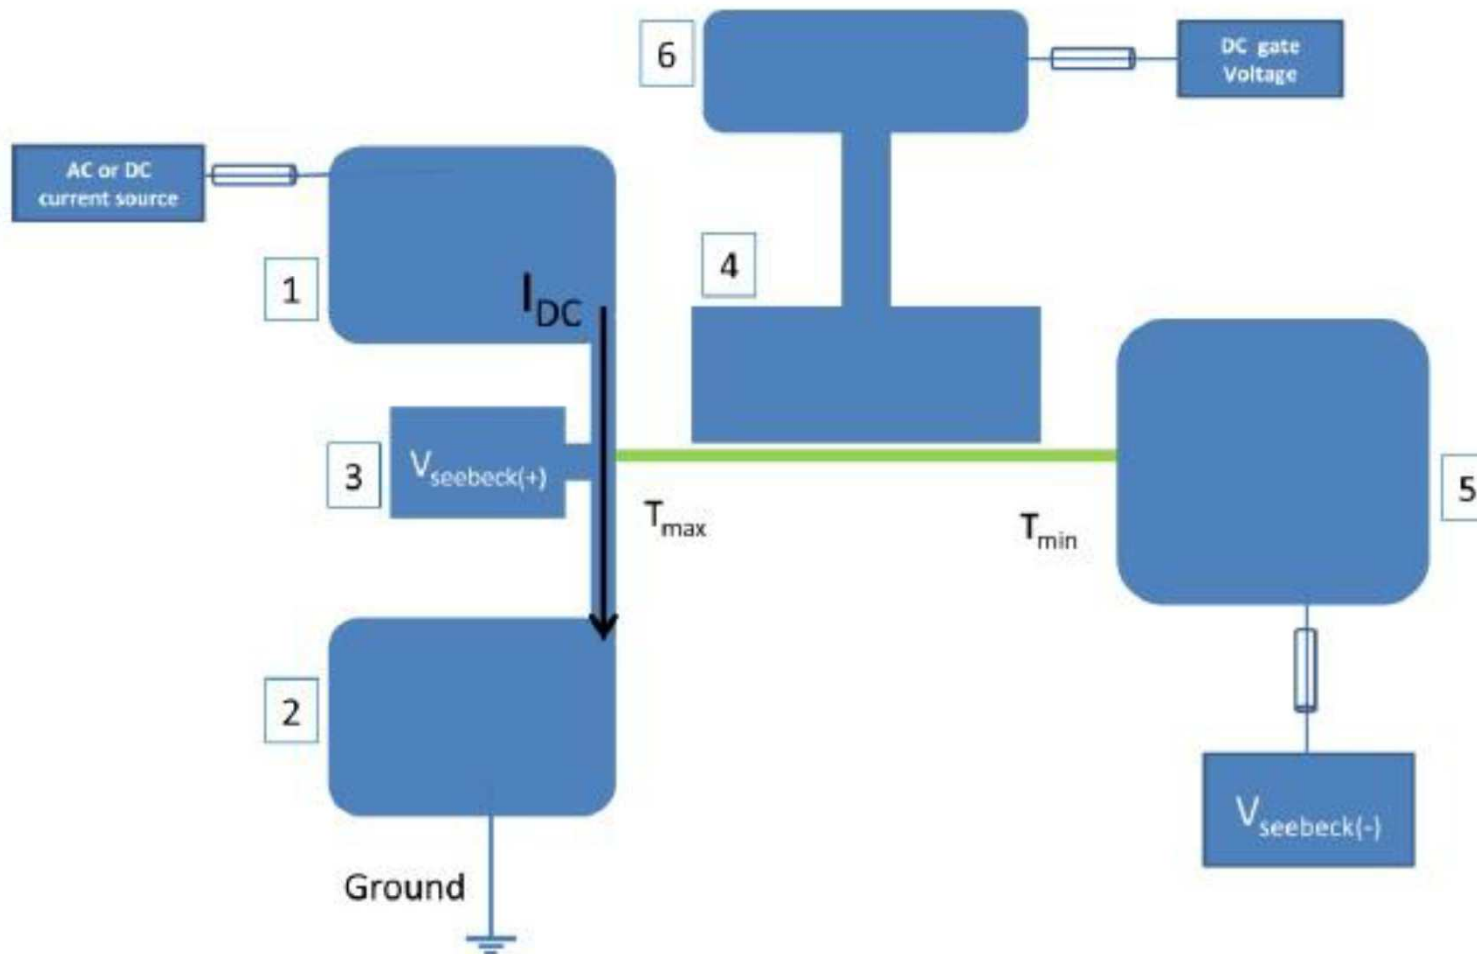 6
DC gate
Voltage
AC or DC
current source
4
1
I_DC
3
V_seebeck(+)
T_max
T_min
5
2
V_seebeck(-)
Ground